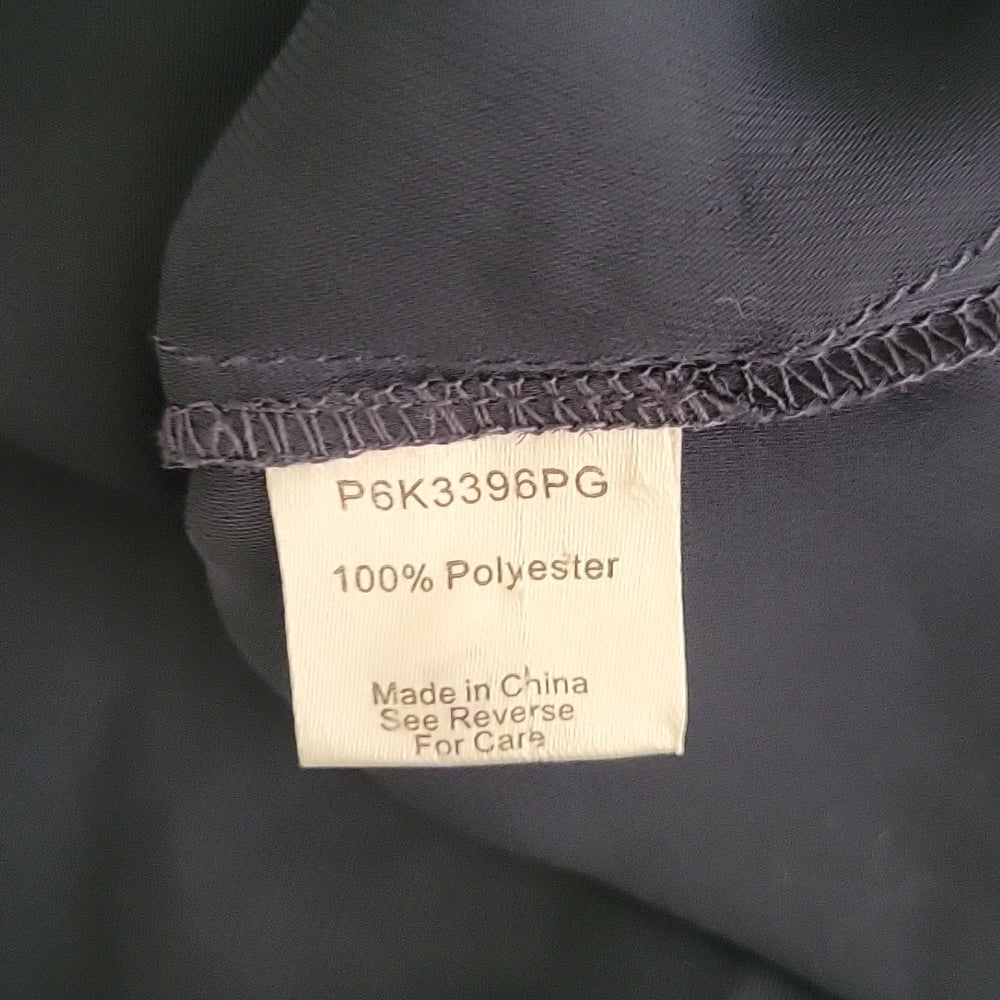 P6K3396PG
100% Polyester
Made in China
See Reverse
For Care